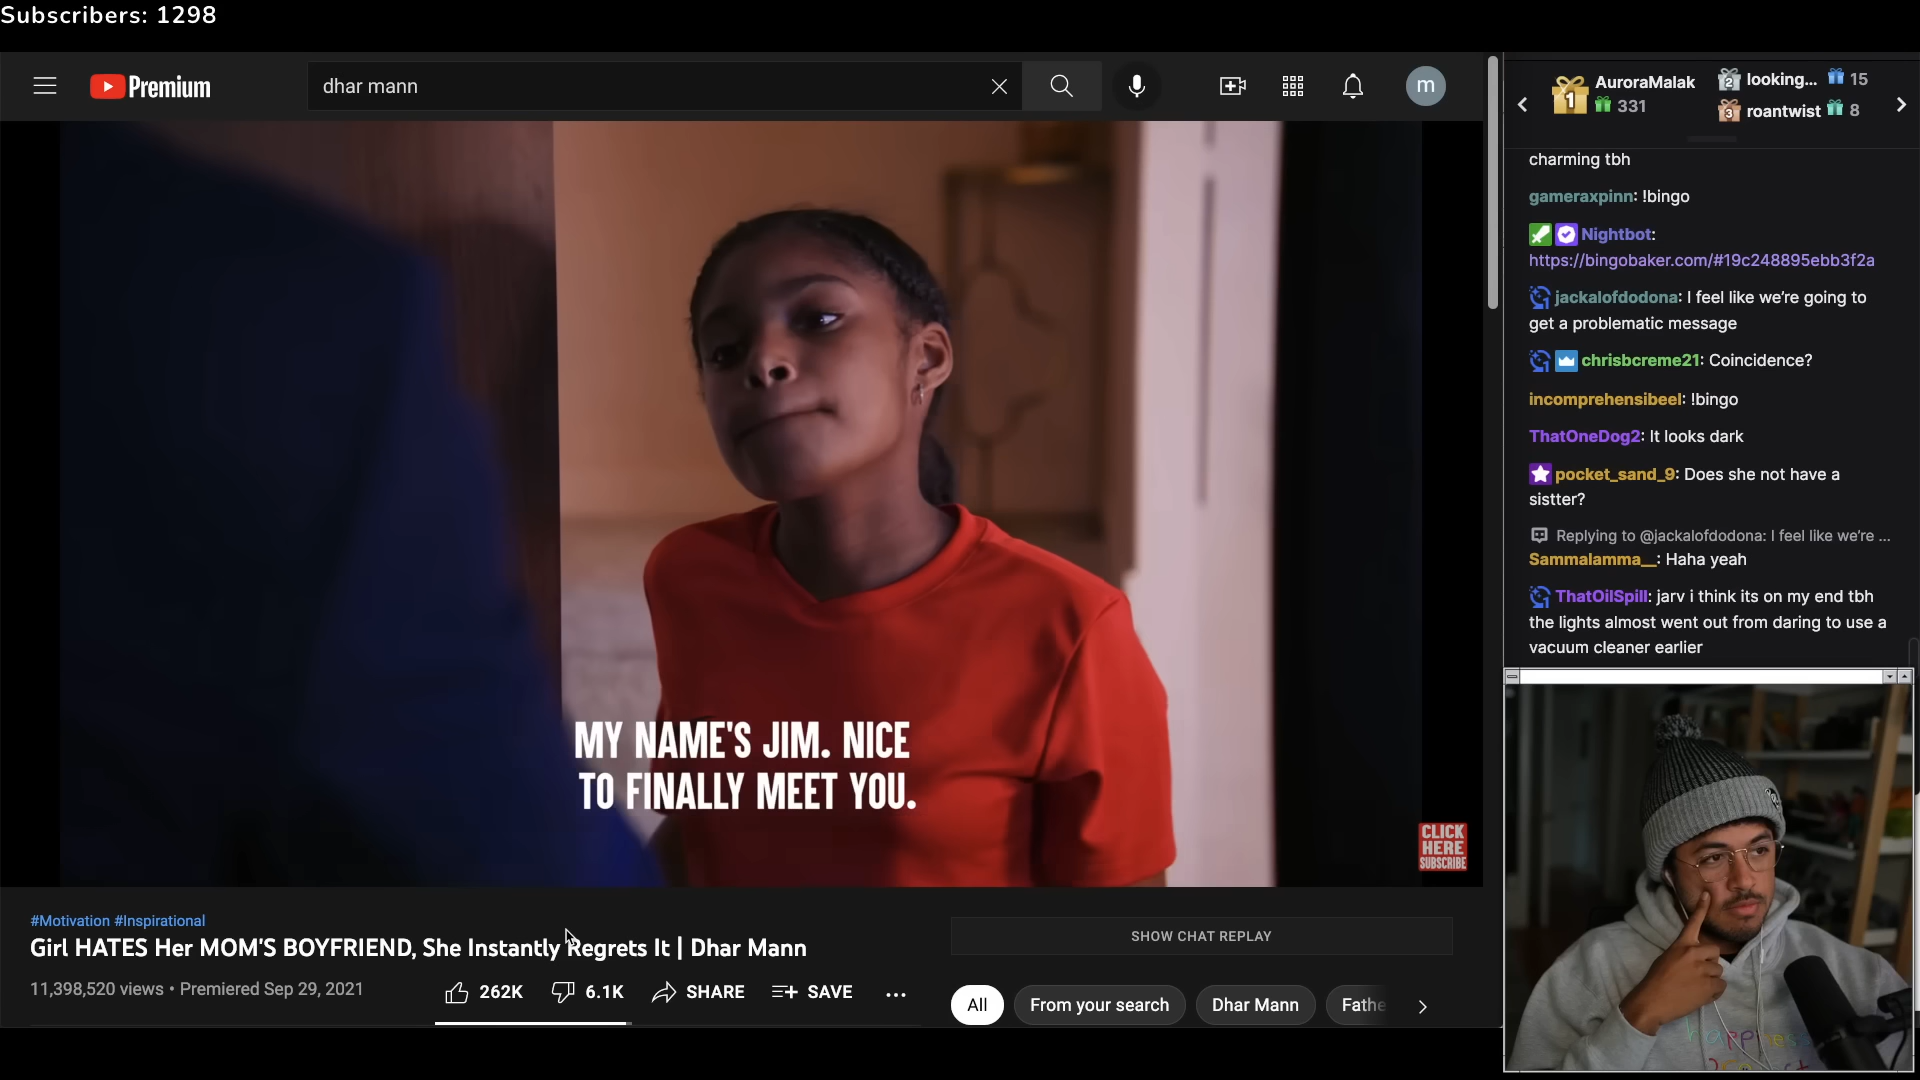 Subscribers: 1298
Premium
dhar mann
m
1
AuroraMalak
331
2
looking...
15
3
roantwist
8
charming tbh
gameraxpinn: !bingo
Nightbot:
https://bingobaker.com/#19c248895ebb3f2a
jackalofdodona: I feel like we're going to
get a problematic message
chrisbcreme21: Coincidence?
incomprehensibeel: !bingo
ThatOneDog2: It looks dark
pocket_sand_9: Does she not have a
sistter?
Replying to @jackalofdodona: I feel like we're ...
Sammalamma__: Haha yeah
ThatOilSpill: jarv i think its on my end tbh
the lights almost went out from daring to use a
vacuum cleaner earlier
MY NAME'S JIM. NICE
TO FINALLY MEET YOU.
CLICK
HERE
SUBSCRIBE
#Motivation #Inspirational
Girl HATES Her MOM'S BOYFRIEND, She Instantly Regrets It | Dhar Mann
11,398,520 views • Premiered Sep 29, 2021
262K
6.1K
SHARE
SAVE
SHOW CHAT REPLAY
All
From your search
Dhar Mann
Fathe